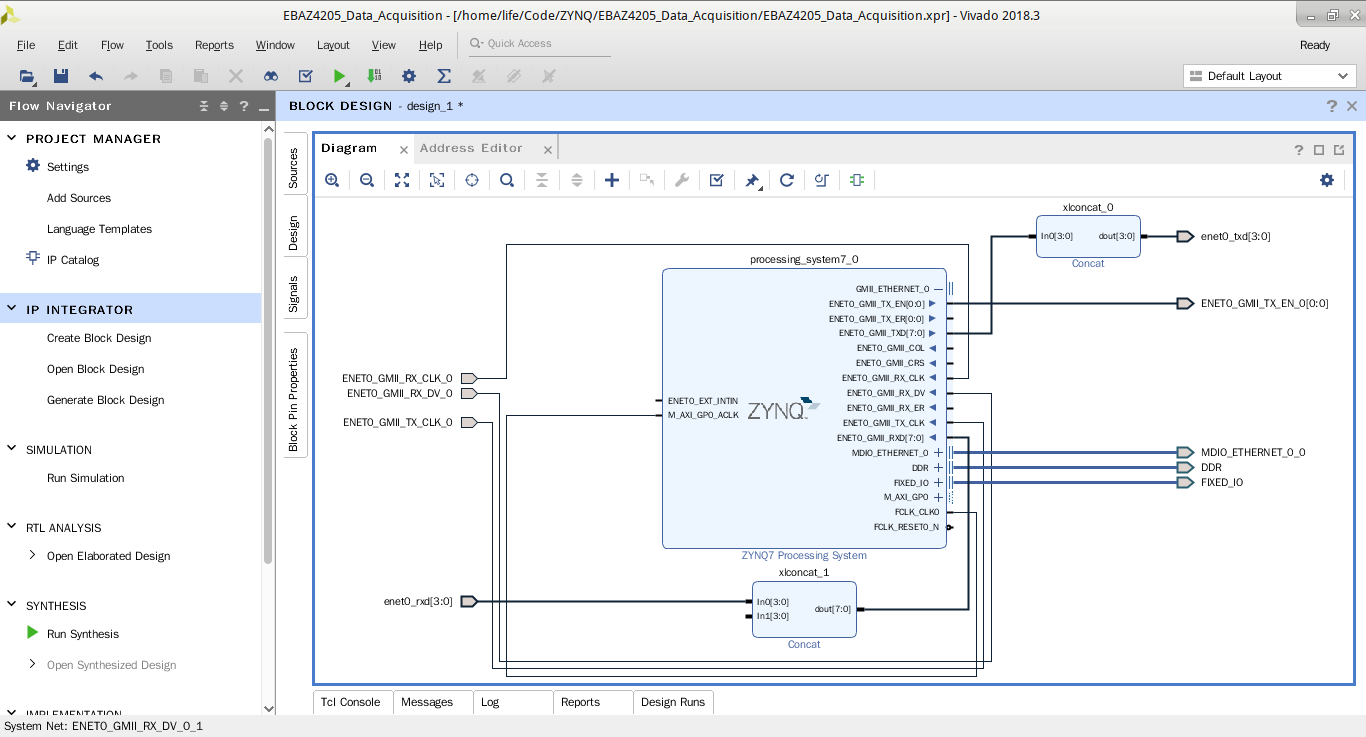 EBAZ4205_Data_Acquisition - [/home/life/Code/ZYNQ/EBAZ4205_Data_Acquisition/EBAZ4205_Data_Acquisition.xpr] - Vivado 2018.3
File Edit Flow Tools Reports Window Layout View Help Quick Access Ready
Default Layout
Flow Navigator
PROJECT MANAGER
Settings
Add Sources
Language Templates
IP Catalog
IP INTEGRATOR
Create Block Design
Open Block Design
Generate Block Design
SIMULATION
Run Simulation
RTL ANALYSIS
Open Elaborated Design
SYNTHESIS
Run Synthesis
Open Synthesized Design
IMPLEMENTATION
BLOCK DESIGN - design_1 *
Sources
Design
Signals
Block Pin Properties
Diagram Address Editor
xlconcat_0
In0[3:0] dout[3:0]
Concat
enet0_txd[3:0]
processing_system7_0
GMII_ETHERNET_0
ENET0_GMII_TX_EN[0:0]
ENET0_GMII_TX_ER[0:0]
ENET0_GMII_TXD[7:0]
ENET0_GMII_COL
ENET0_GMII_CRS
ENET0_GMII_RX_CLK
ENET0_GMII_RX_DV
ENET0_GMII_RX_ER
ENET0_GMII_TX_CLK
ENET0_GMII_RXD[7:0]
MDIO_ETHERNET_0
DDR
FIXED_IO
M_AXI_GP0
FCLK_CLK0
FCLK_RESET0_N
ENET0_EXT_INTIN
M_AXI_GP0_ACLK
ZYNQ
ZYNQ7 Processing System
ENET0_GMII_TX_EN_0[0:0]
ENET0_GMII_RX_CLK_0
ENET0_GMII_RX_DV_0
ENET0_GMII_TX_CLK_0
MDIO_ETHERNET_0_0
DDR
FIXED_IO
xlconcat_1
enet0_rxd[3:0]
In0[3:0]
In1[3:0]
dout[7:0]
Concat
Tcl Console Messages Log Reports Design Runs
System Net: ENET0_GMII_RX_DV_0_1